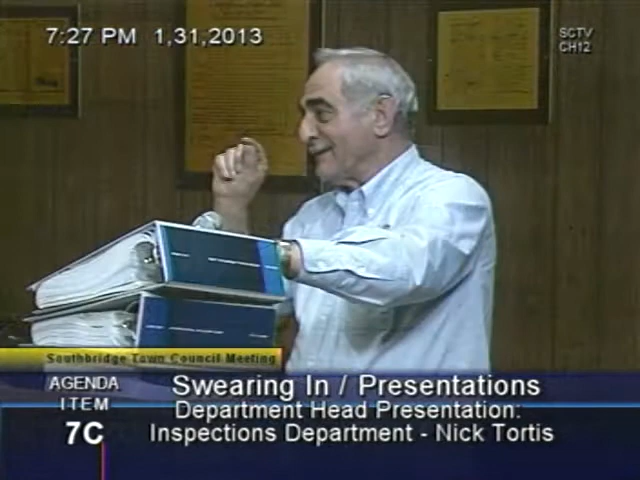 7:27 PM 1,31,2013
SCTV
CH12
Southbridge Town Council Meeting
AGENDA
ITEM
7C
Swearing In / Presentations
Department Head Presentation:
Inspections Department - Nick Tortis